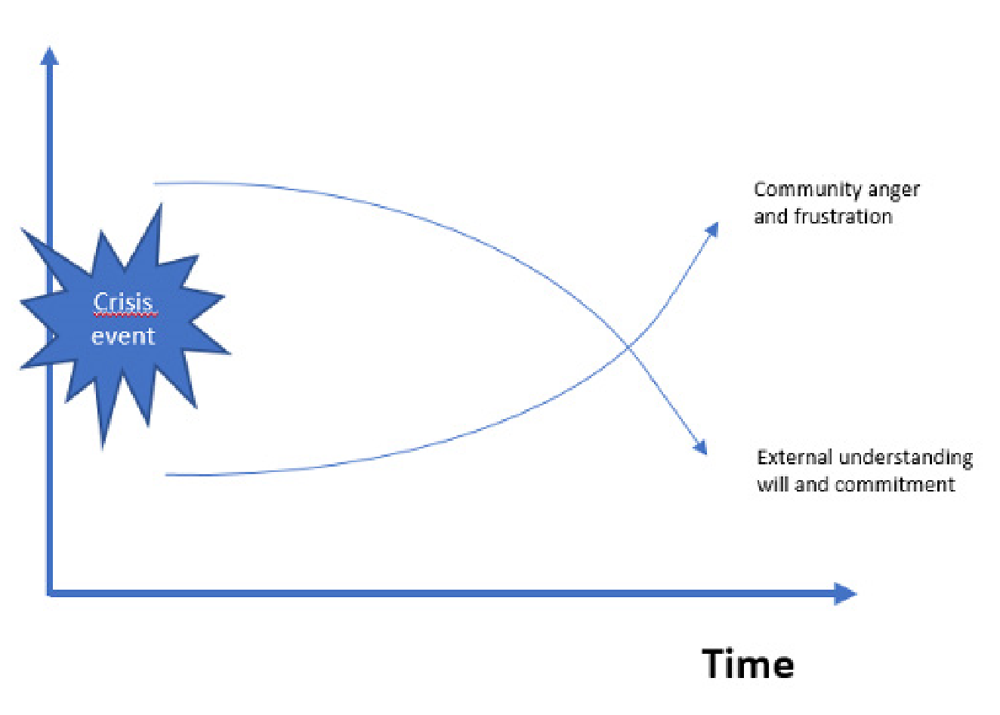 Community anger
and frustration
Crisis
event
External understanding
will and commitment
Time